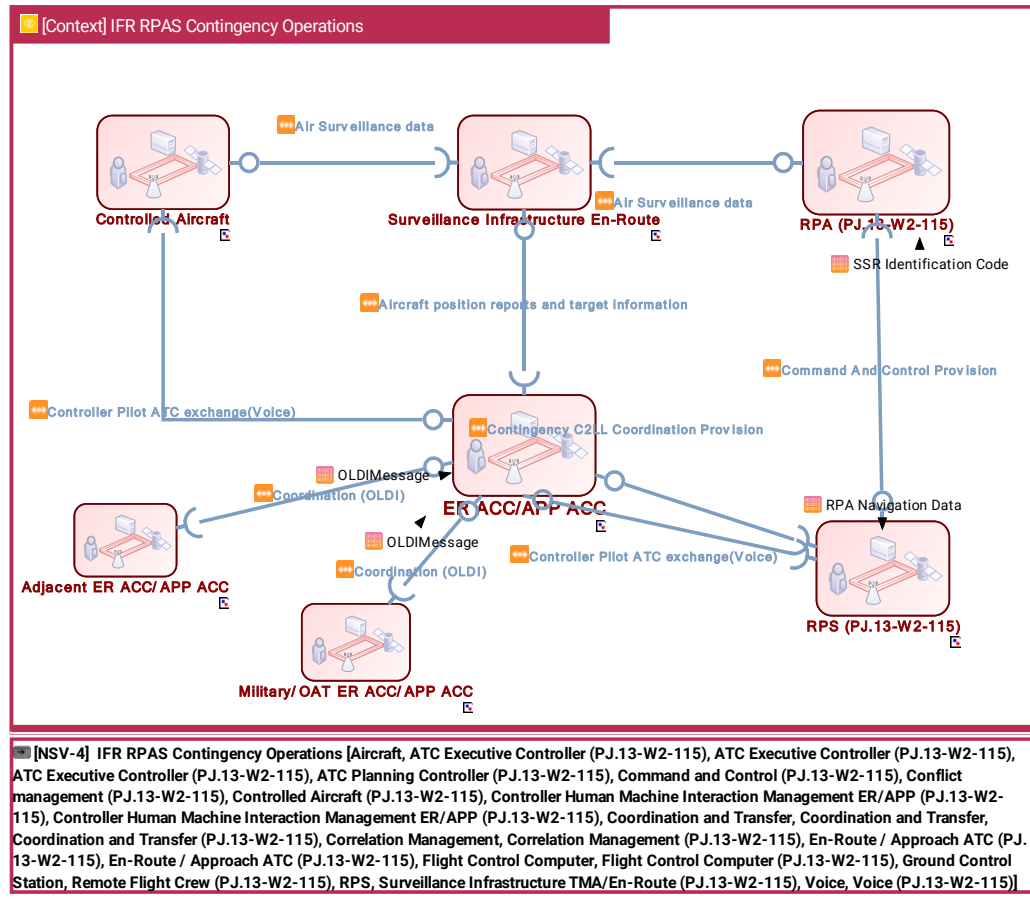 [Context] IFR RPAS Contingency Operations
Air Surveillance data
Controlled Aircraft
Surveillance Infrastructure En-Route
Air Surveillance data
RPA (PJ.13-W2-115)
SSR Identification Code
Aircraft position reports and target information
Command And Control Provision
Controller Pilot ATC exchange(Voice)
Contingency C2LL Coordination Provision
OLDIMessage
Coordination (OLDI)
ER ACC/APP ACC
RPA Navigation Data
OLDIMessage
Controller Pilot ATC exchange(Voice)
Coordination (OLDI)
Adjacent ER ACC/APP ACC
RPS (PJ.13-W2-115)
Military/OAT ER ACC/APP ACC
[NSV-4] IFR RPAS Contingency Operations [Aircraft, ATC Executive Controller (PJ.13-W2-115), ATC Executive Controller (PJ.13-W2-115),
ATC Executive Controller (PJ.13-W2-115), ATC Planning Controller (PJ.13-W2-115), Command and Control (PJ.13-W2-115), Conflict
management (PJ.13-W2-115), Controlled Aircraft (PJ.13-W2-115), Controller Human Machine Interaction Management ER/APP (PJ.13-W2-
115), Controller Human Machine Interaction Management ER/APP (PJ.13-W2-115), Coordination and Transfer, Coordination and Transfer,
Coordination and Transfer (PJ.13-W2-115), Correlation Management, Correlation Management (PJ.13-W2-115), En-Route / Approach ATC (PJ.
13-W2-115), En-Route / Approach ATC (PJ.13-W2-115), Flight Control Computer, Flight Control Computer (PJ.13-W2-115), Ground Control
Station, Remote Flight Crew (PJ.13-W2-115), RPS, Surveillance Infrastructure TMA/En-Route (PJ.13-W2-115), Voice, Voice (PJ.13-W2-115)]